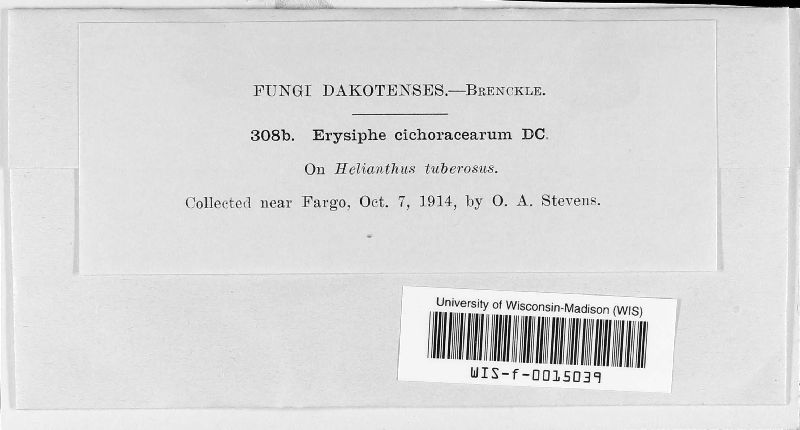 FUNGI DAKOTENSES.—BRENCKLE.
308b. Erysiphe cichoracearum DC.
On Helianthus tuberosus.
Collected near Fargo, Oct. 7, 1914, by O. A. Stevens.
University of Wisconsin-Madison (WIS)
WIS-f-0015039